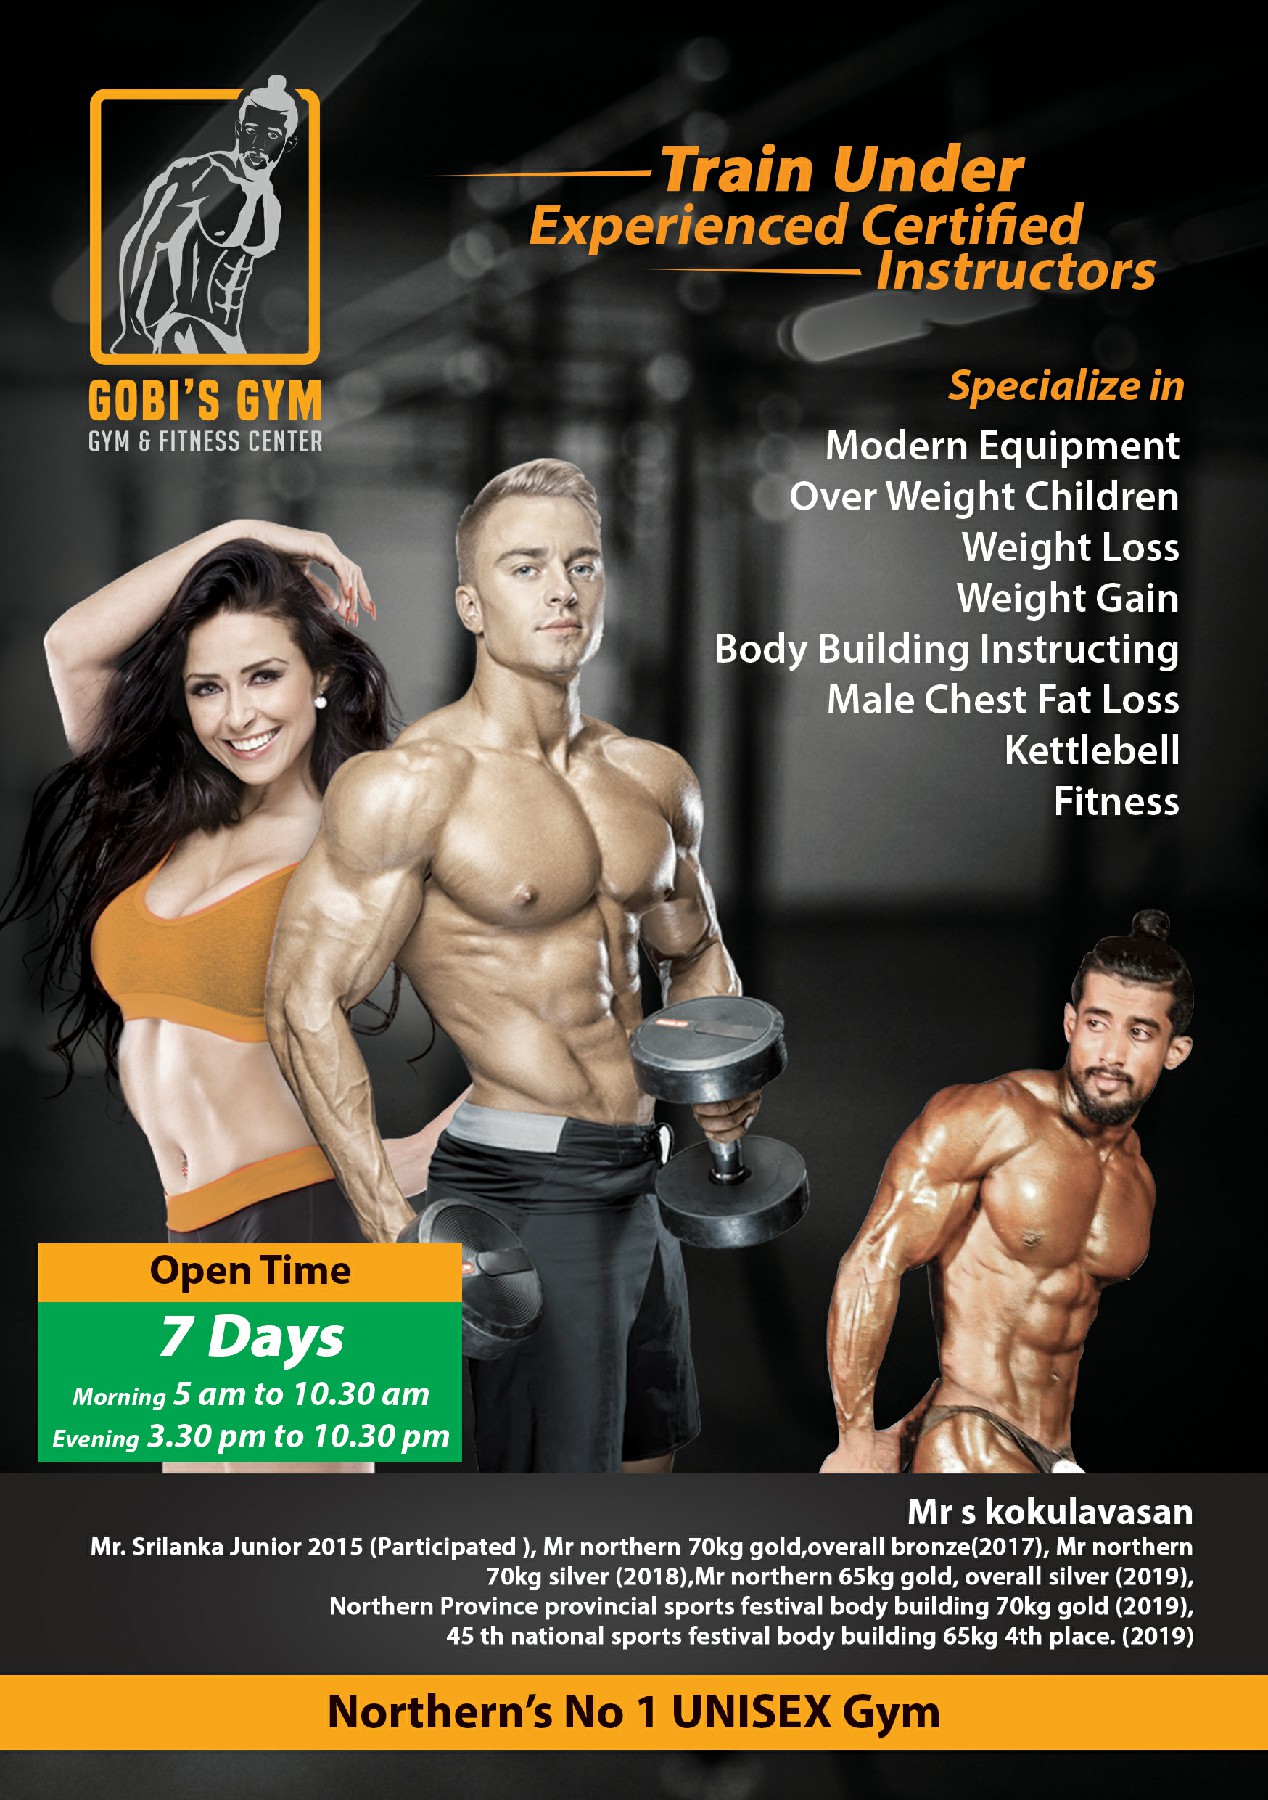 GOBI'S GYM
GYM & FITNESS CENTER
Train Under
Experienced Certified
Instructors
Specialize in
Modern Equipment
Over Weight Children
Weight Loss
Weight Gain
Body Building Instructing
Male Chest Fat Loss
Kettlebell
Fitness
Open Time
7 Days
Morning 5 am to 10.30 am
Evening 3.30 pm to 10.30 pm
Mr s kokulavasan
Mr. Srilanka Junior 2015 (Participated ), Mr northern 70kg gold,overall bronze(2017), Mr northern
70kg silver (2018),Mr northern 65kg gold, overall silver (2019),
Northern Province provincial sports festival body building 70kg gold (2019),
45 th national sports festival body building 65kg 4th place. (2019)
Northern's No 1 UNISEX Gym